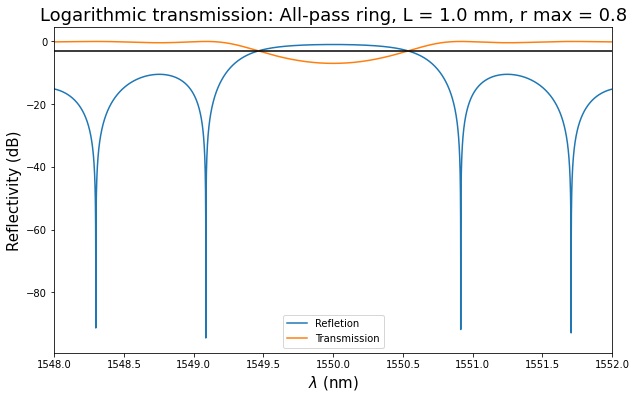 Logarithmic transmission: All-pass ring, L = 1.0 mm, r max = 0.8
Reflectivity (dB)
0
−20
−40
−60
−80
Refletion
Transmission
1548.0 1548.5 1549.0 1549.5 1550.0 1550.5 1551.0 1551.5 1552.0
λ (nm)